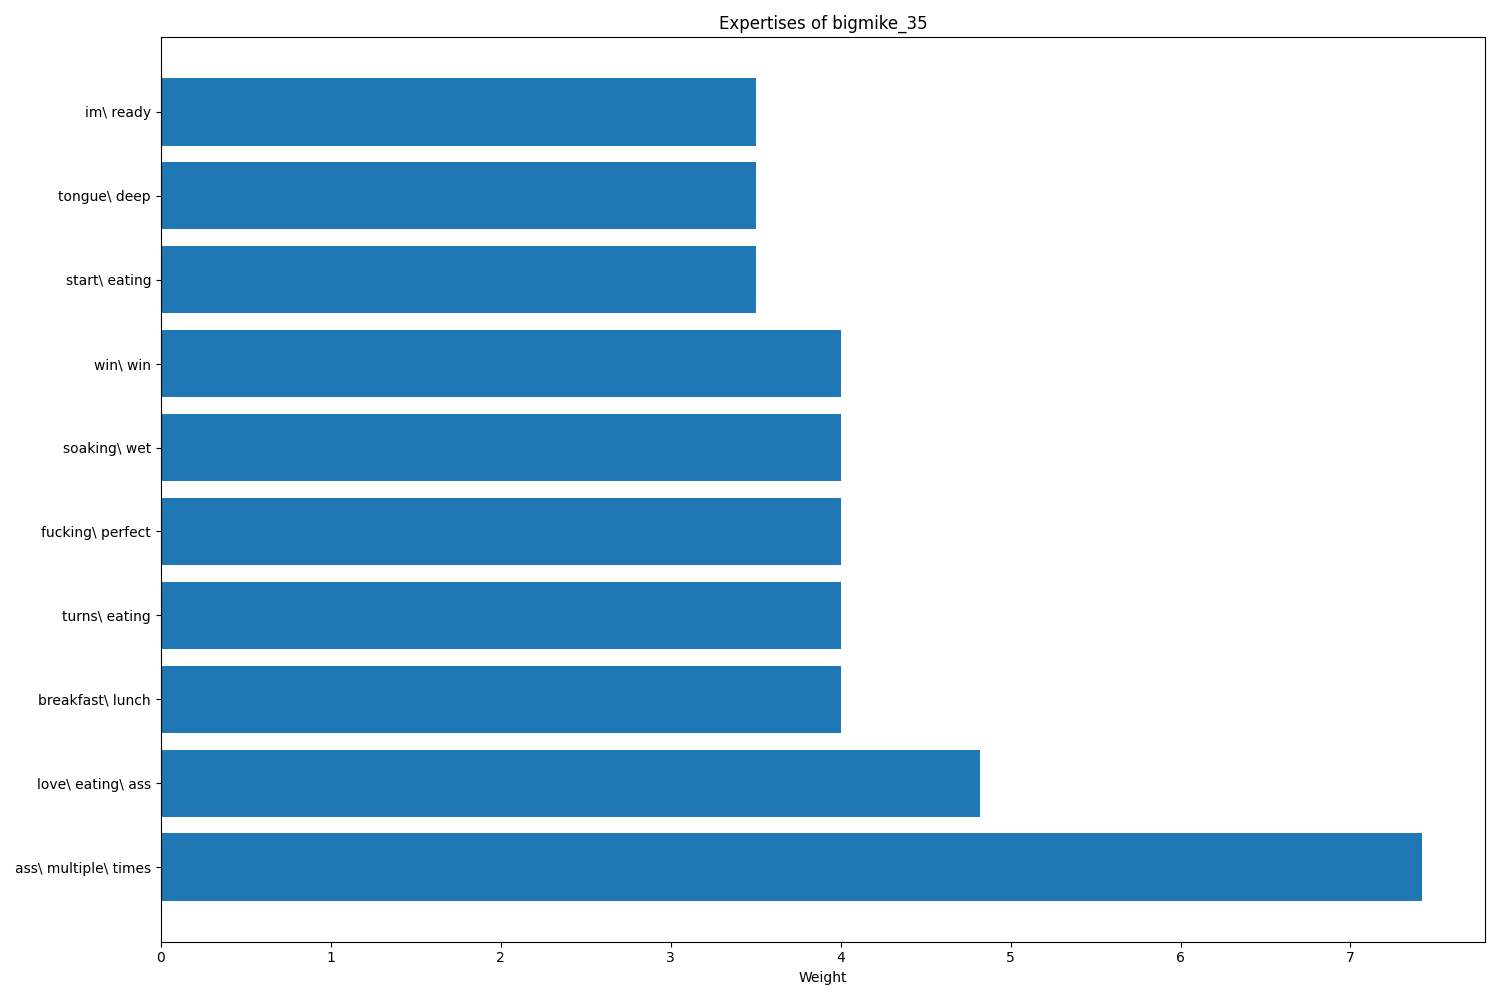 Expertises of bigmike_35
im\ ready
tongue\ deep
start\ eating
win\ win
soaking\ wet
fucking\ perfect
turns\ eating
breakfast\ lunch
love\ eating\ ass
ass\ multiple\ times
0 1 2 3 4 5 6 7
Weight